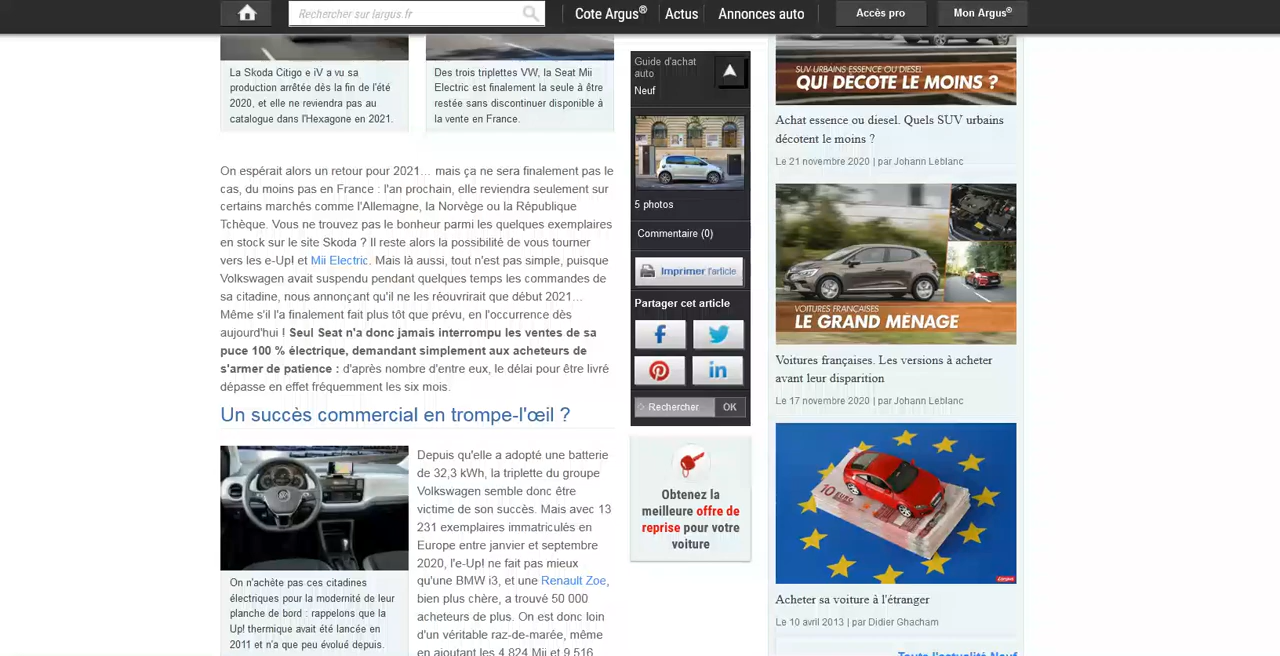 Rechercher sur largus.fr
Cote Argus®
Actus
Annonces auto
Accès pro
Mon Argus®
La Skoda Citigo e iV a vu sa
production arrêtée dès la fin de l'été
2020, et elle ne reviendra pas au
catalogue dans l'Hexagone en 2021.
Des trois triplettes VW, la Seat Mii
Electric est finalement la seule à être
restée sans discontinuer disponible à
la vente en France.
On espérait alors un retour pour 2021… mais ça ne sera finalement pas le
cas, du moins pas en France : l'an prochain, elle reviendra seulement sur
certains marchés comme l'Allemagne, la Norvège ou la République
Tchèque. Vous ne trouvez pas le bonheur parmi les quelques exemplaires
en stock sur le site Skoda ? Il reste alors la possibilité de vous tourner
vers les e-Up! et Mii Electric. Mais là aussi, tout n'est pas simple, puisque
Volkswagen avait suspendu pendant quelques temps les commandes de
sa citadine, nous annonçant qu'il ne les réouvrirait que début 2021…
Même s'il l'a finalement fait plus tôt que prévu, en l'occurrence dès
aujourd'hui ! Seul Seat n'a donc jamais interrompu les ventes de sa
puce 100 % électrique, demandant simplement aux acheteurs de
s'armer de patience : d'après nombre d'entre eux, le délai pour être livré
dépasse en effet fréquemment les six mois.
Un succès commercial en trompe-l'œil ?
On n'achète pas ces citadines
électriques pour la modernité de leur
planche de bord : rappelons que la
Up! thermique avait été lancée en
2011 et n'a que peu évolué depuis.
Depuis qu'elle a adopté une batterie
de 32,3 kWh, la triplette du groupe
Volkswagen semble donc être
victime de son succès. Mais avec 13
231 exemplaires immatriculés en
Europe entre janvier et septembre
2020, l'e-Up! ne fait pas mieux
qu'une BMW i3, et une Renault Zoe,
bien plus chère, a trouvé 50 000
acheteurs de plus. On est donc loin
d'un véritable raz-de-marée, même
en ajoutant les 4 824 Mii et 9 516
Guide d'achat
auto
Neuf
5 photos
Commentaire (0)
Imprimer l'article
Partager cet article
Rechercher
OK
Obtenez la
meilleure offre de
reprise pour votre
voiture
SUV URBAINS ESSENCE OU DIESEL
QUI DÉCOTE LE MOINS ?
Achat essence ou diesel. Quels SUV urbains
décotent le moins ?
Le 21 novembre 2020 | par Johann Leblanc
VOITURES FRANÇAISES
LE GRAND MÉNAGE
Voitures françaises. Les versions à acheter
avant leur disparition
Le 17 novembre 2020 | par Johann Leblanc
10 EURO
Acheter sa voiture à l'étranger
Le 10 avril 2013 | par Didier Ghacham
Toute l'actualité Neuf